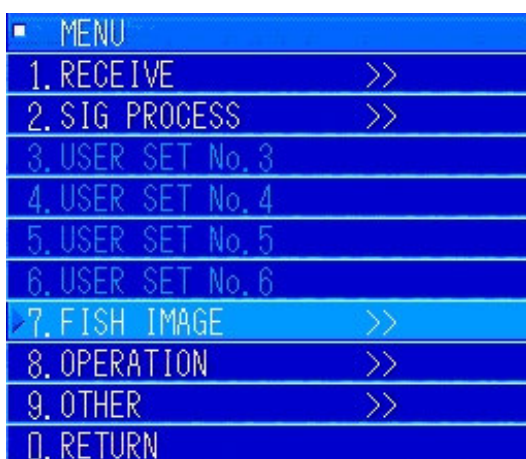 MENU
1.RECEIVE >>
2.SIG PROCESS >>
3.USER SET No.3
4.USER SET No.4
5.USER SET No.5
6.USER SET No.6
7.FISH IMAGE >>
8.OPERATION >>
9.OTHER >>
0.RETURN